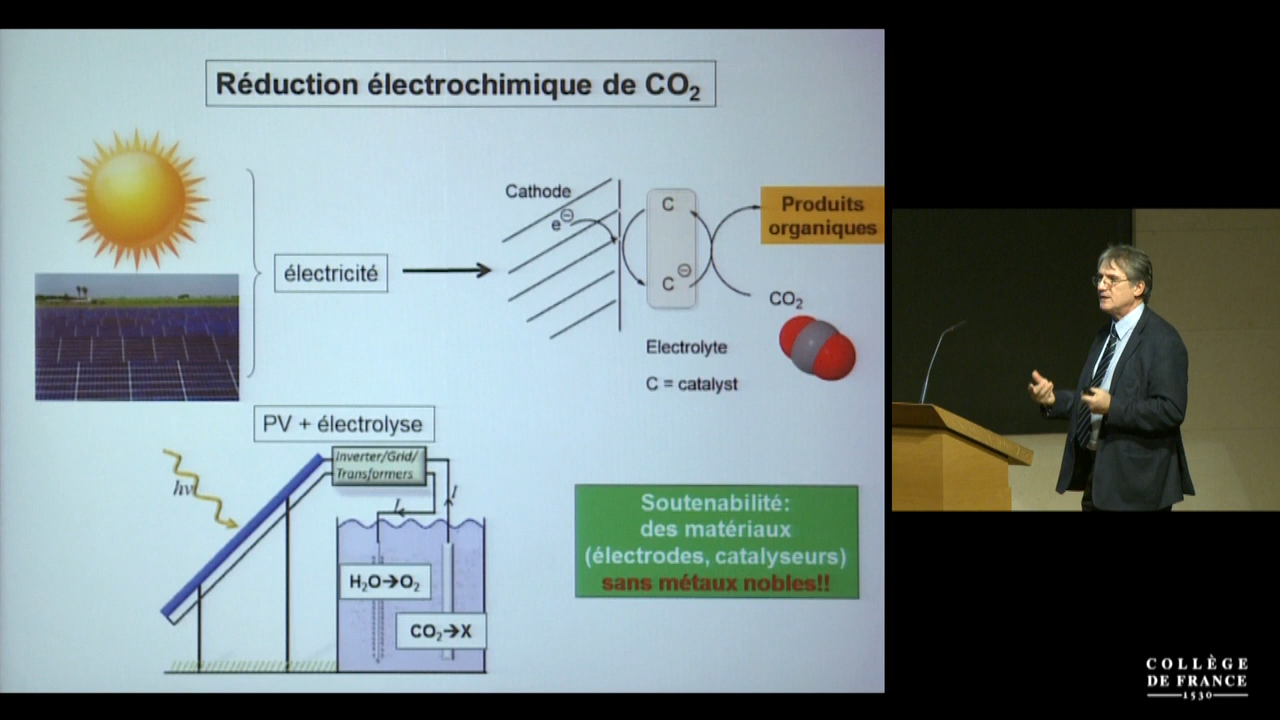 Réduction électrochimique de CO₂
Cathode
e⊖
C
Produits
organiques
électricité
C⊖
CO₂
Electrolyte
C = catalyst
PV + électrolyse
Inverter/Grid/
Transformers
hν
I
I
H₂O→O₂
CO₂→X
Soutenabilité:
des matériaux
(électrodes, catalyseurs)
sans métaux nobles!!
COLLÈGE
DE FRANCE
1530